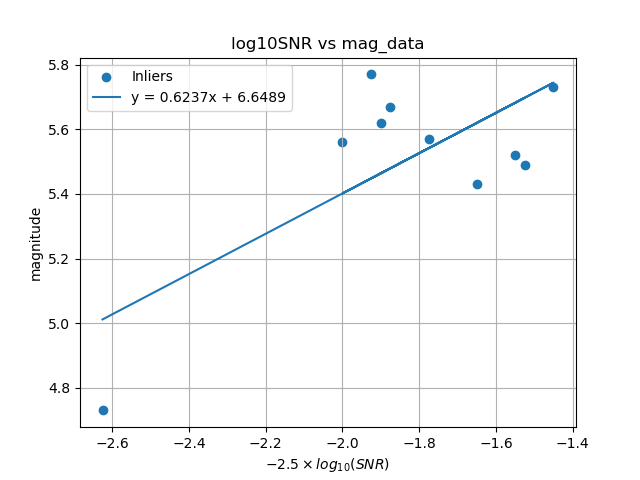 log10SNR vs mag_data
Inliers
y = 0.6237x + 6.6489
5.8
5.6
5.4
5.2
5.0
4.8
magnitude
−2.6 −2.4 −2.2 −2.0 −1.8 −1.6 −1.4
−2.5 × log₁₀(SNR)